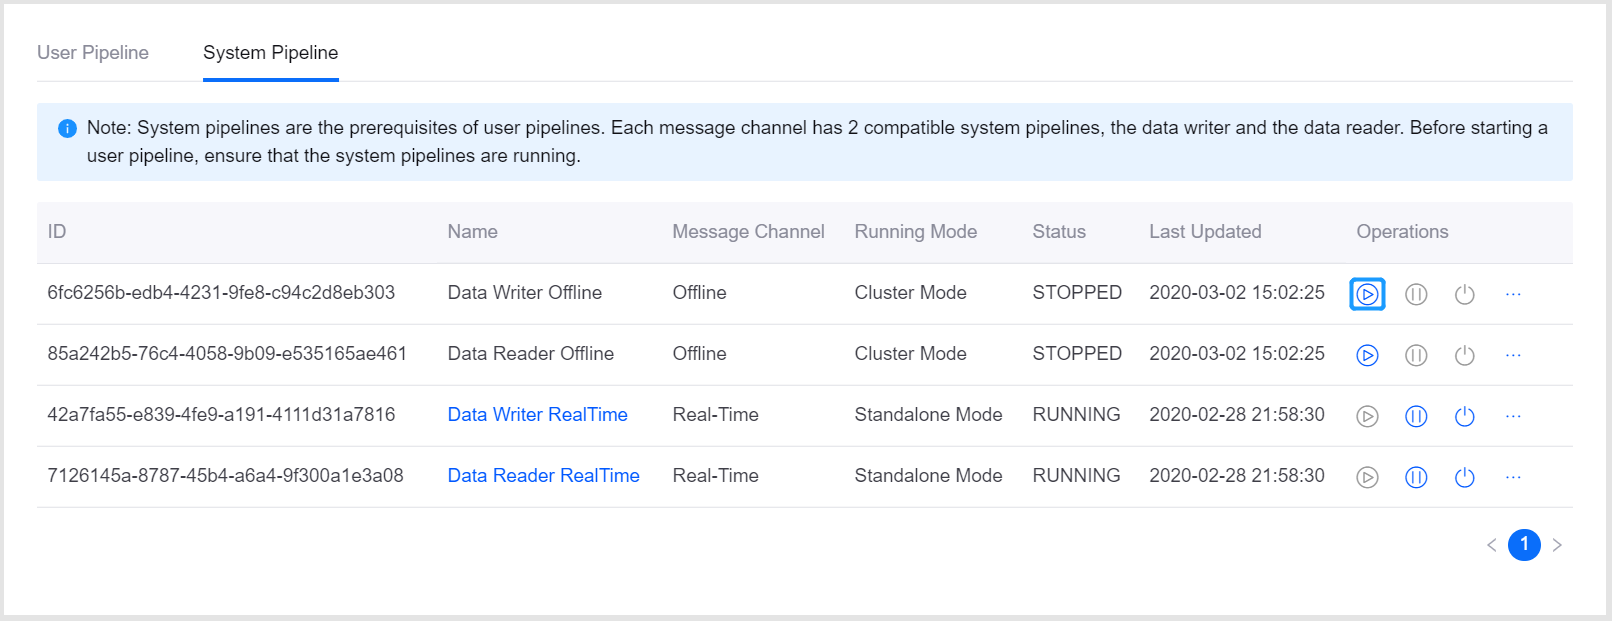 User Pipeline System Pipeline
Note: System pipelines are the prerequisites of user pipelines. Each message channel has 2 compatible system pipelines, the data writer and the data reader. Before starting a
user pipeline, ensure that the system pipelines are running.
ID Name Message Channel Running Mode Status Last Updated Operations
6fc6256b-edb4-4231-9fe8-c94c2d8eb303 Data Writer Offline Offline Cluster Mode STOPPED 2020-03-02 15:02:25
85a242b5-76c4-4058-9b09-e535165ae461 Data Reader Offline Offline Cluster Mode STOPPED 2020-03-02 15:02:25
42a7fa55-e839-4fe9-a191-4111d31a7816 Data Writer RealTime Real-Time Standalone Mode RUNNING 2020-02-28 21:58:30
7126145a-8787-45b4-a6a4-9f300a1e3a08 Data Reader RealTime Real-Time Standalone Mode RUNNING 2020-02-28 21:58:30
1